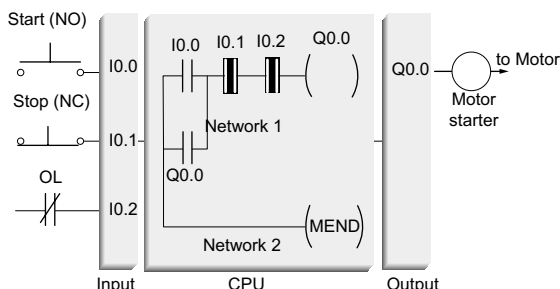 Start (NO)
I0.0
Stop (NC)
I0.1
OL
I0.2
Input
I0.0
I0.1
I0.2
Q0.0
Network 1
Q0.0
MEND
Network 2
CPU
Q0.0
Output
to Motor
Motor
starter